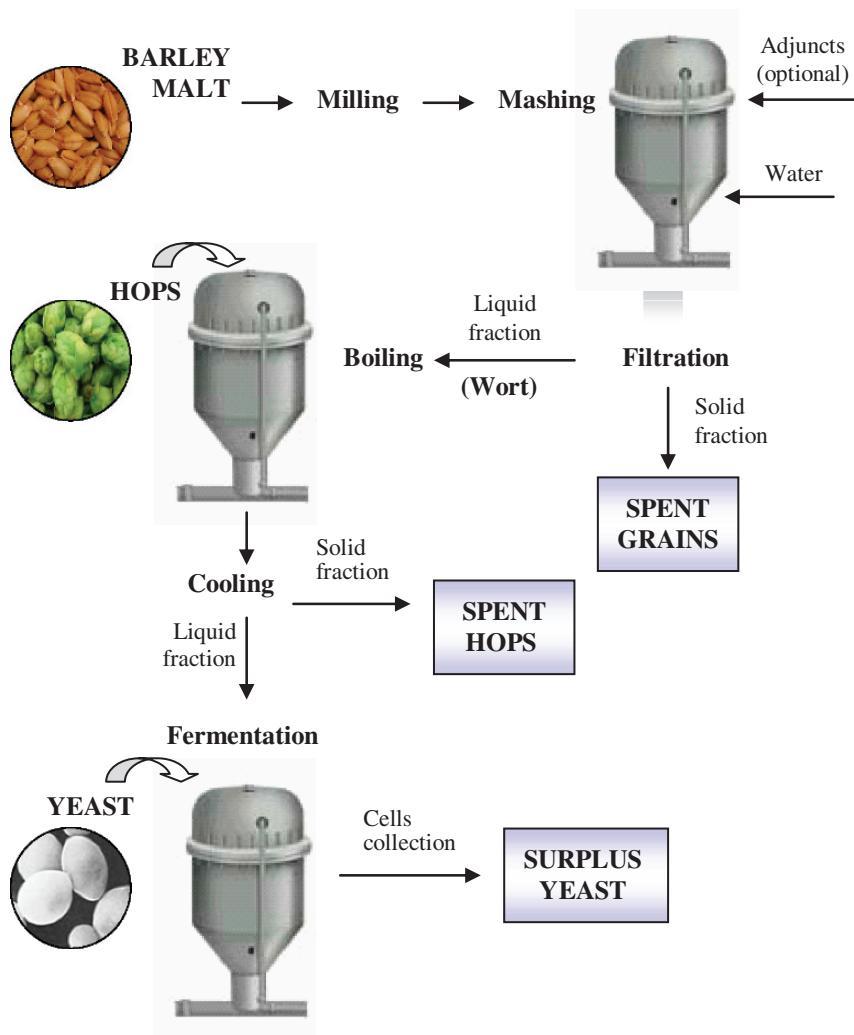 BARLEY
MALT
Milling
Mashing
Adjuncts
(optional)
Water
HOPS
Boiling
Liquid
fraction
(Wort)
Filtration
Solid
fraction
SPENT
GRAINS
Cooling
Solid
fraction
SPENT
HOPS
Liquid
fraction
Fermentation
YEAST
Cells
collection
SURPLUS
YEAST